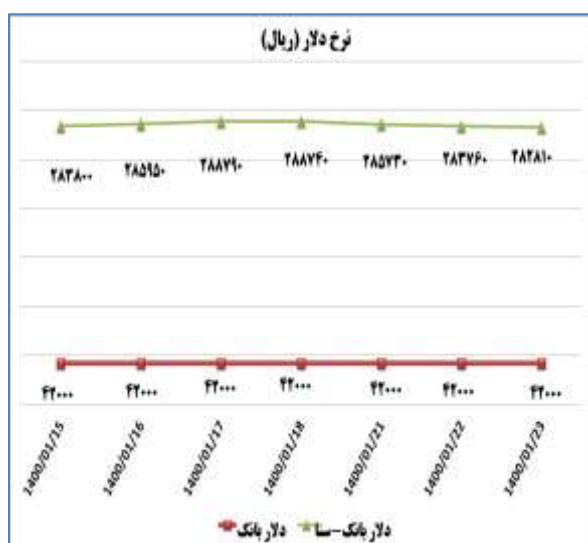 نرخ دلار (ریال)
۲۸۳۸۰۰ ۲۸۵۹۵۰ ۲۸۸۷۹۰ ۲۸۸۷۴۰ ۲۸۵۷۳۰ ۲۸۳۷۶۰ ۲۸۲۸۱۰
۴۲۰۰۰ ۴۲۰۰۰ ۴۲۰۰۰ ۴۲۰۰۰ ۴۲۰۰۰ ۴۲۰۰۰ ۴۲۰۰۰
1400/01/15 1400/01/16 1400/01/17 1400/01/18 1400/01/21 1400/01/22 1400/01/23
دلار بانک-سنا دلار بانک